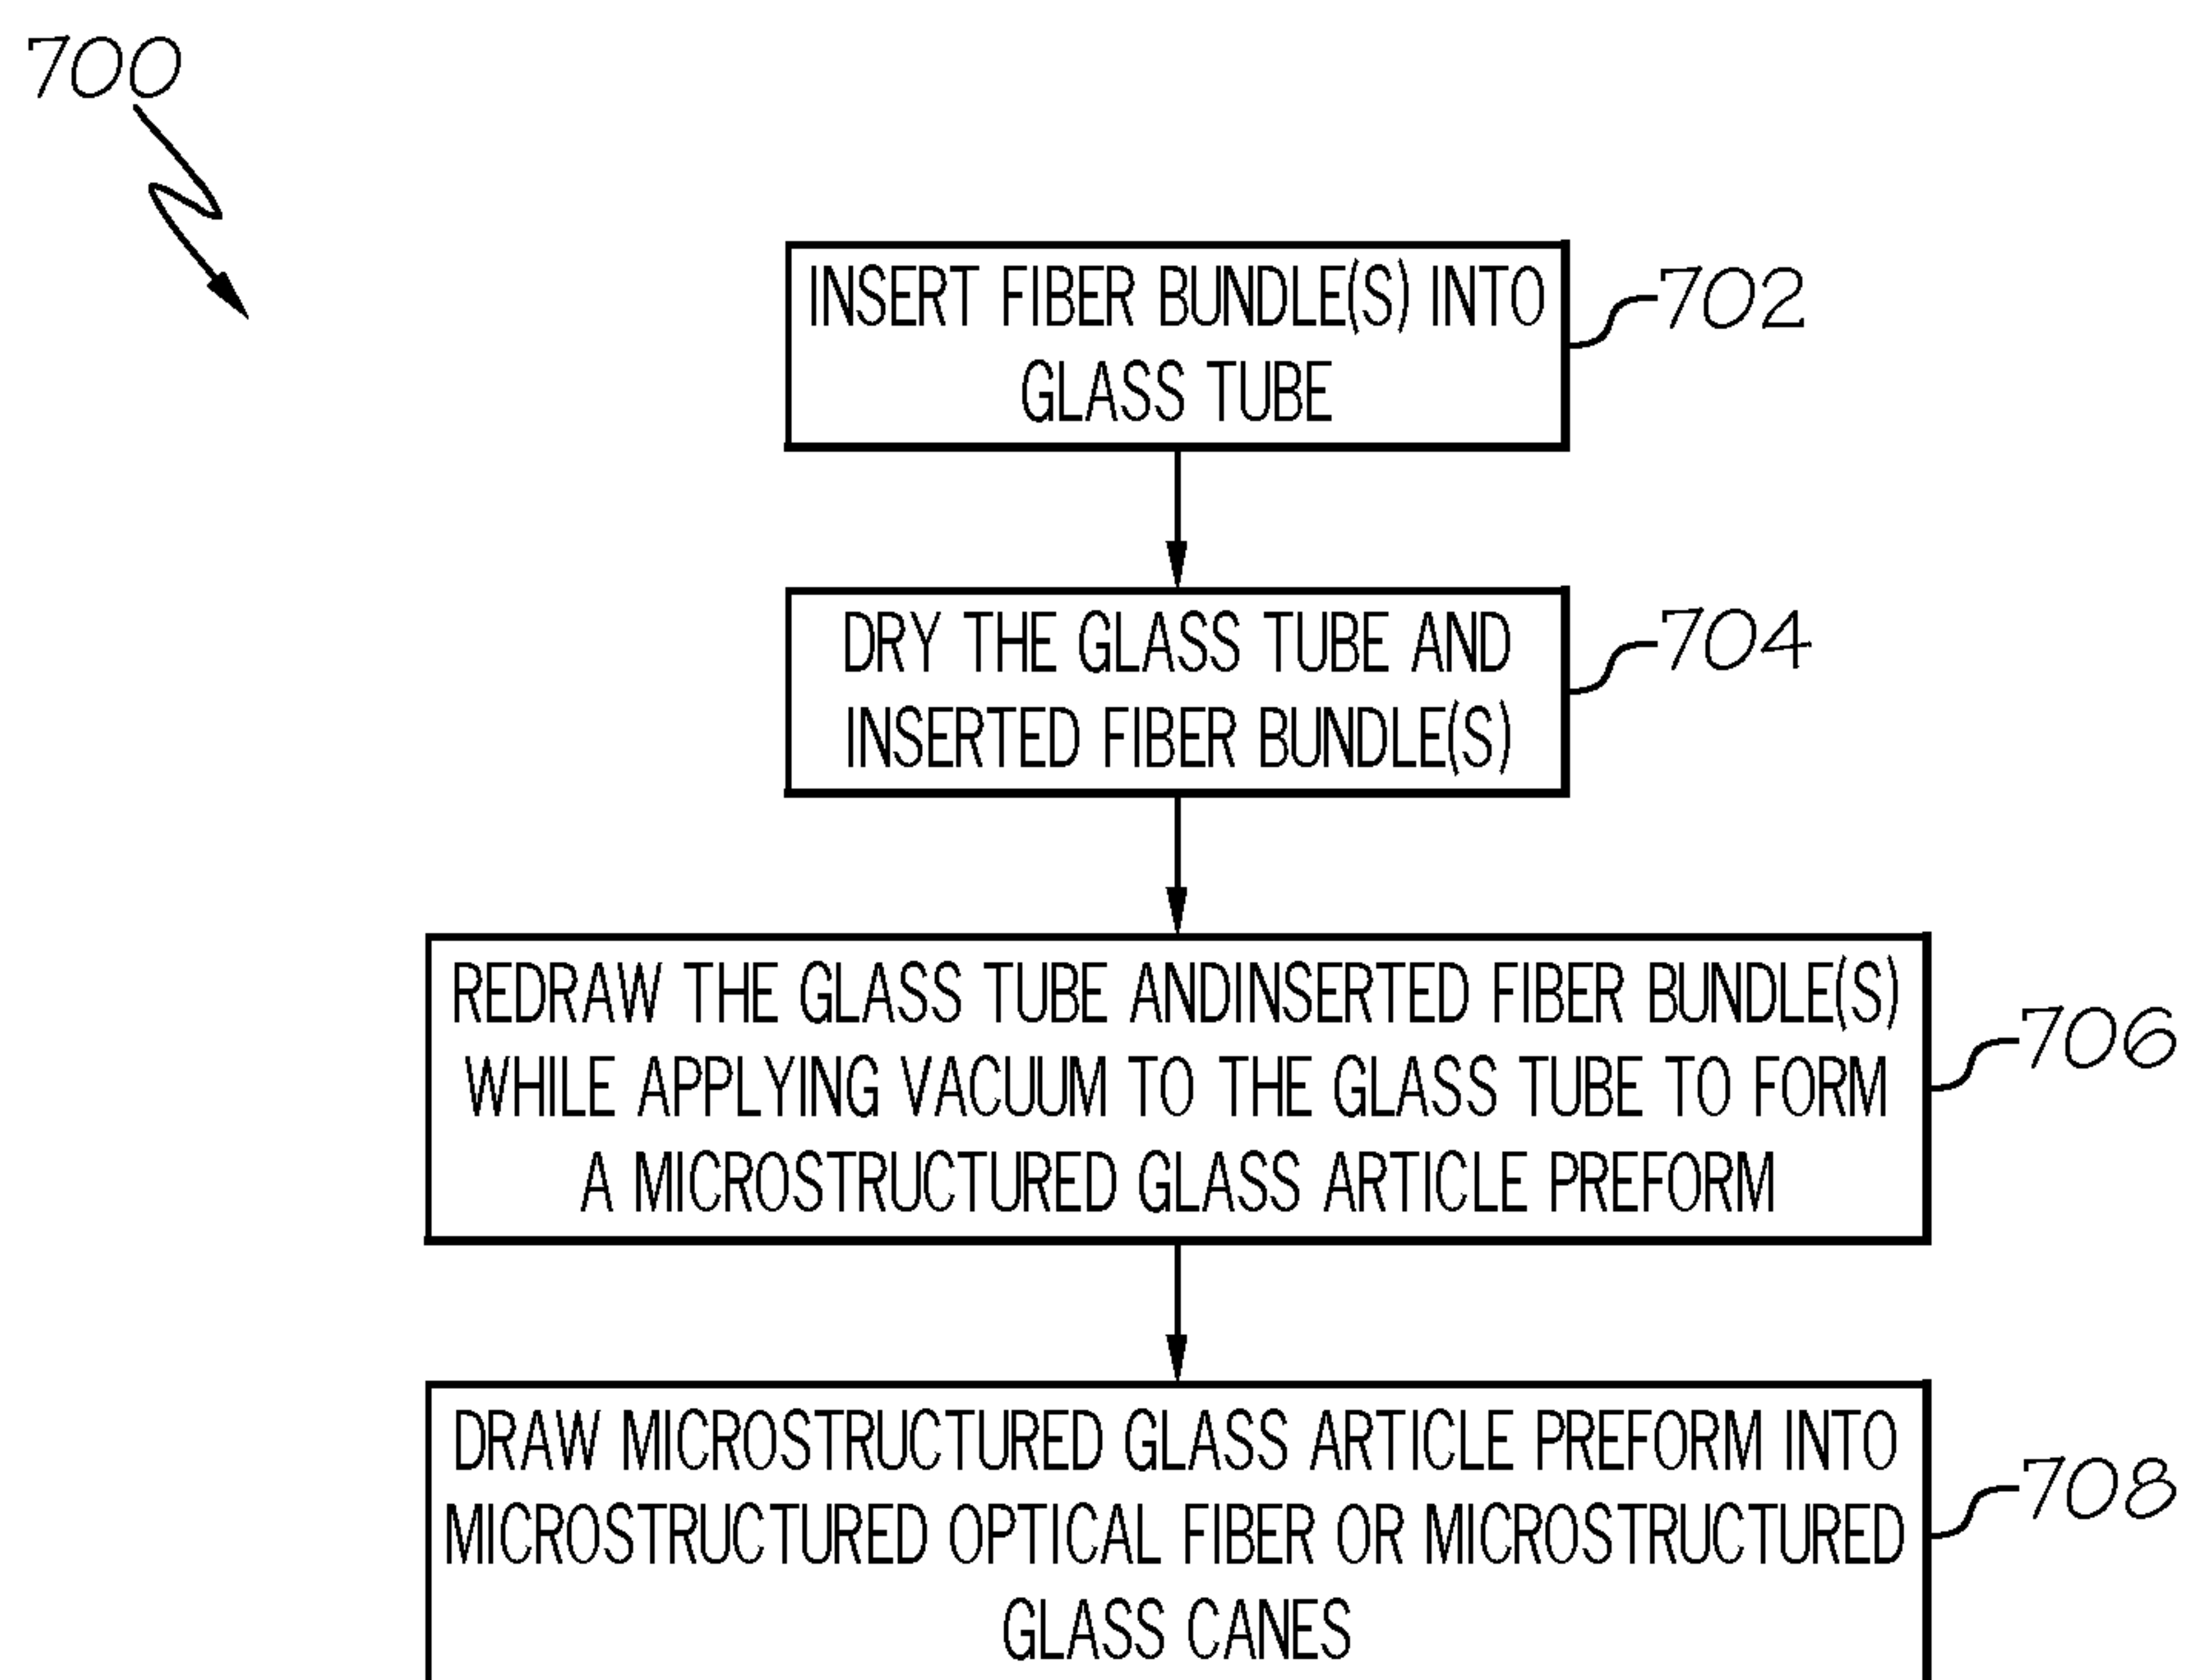 700
INSERT FIBER BUNDLE(S) INTO
GLASS TUBE
702
DRY THE GLASS TUBE AND
INSERTED FIBER BUNDLE(S)
704
REDRAW THE GLASS TUBE ANDINSERTED FIBER BUNDLE(S)
WHILE APPLYING VACUUM TO THE GLASS TUBE TO FORM
A MICROSTRUCTURED GLASS ARTICLE PREFORM
706
DRAW MICROSTRUCTURED GLASS ARTICLE PREFORM INTO
MICROSTRUCTURED OPTICAL FIBER OR MICROSTRUCTURED
GLASS CANES
708